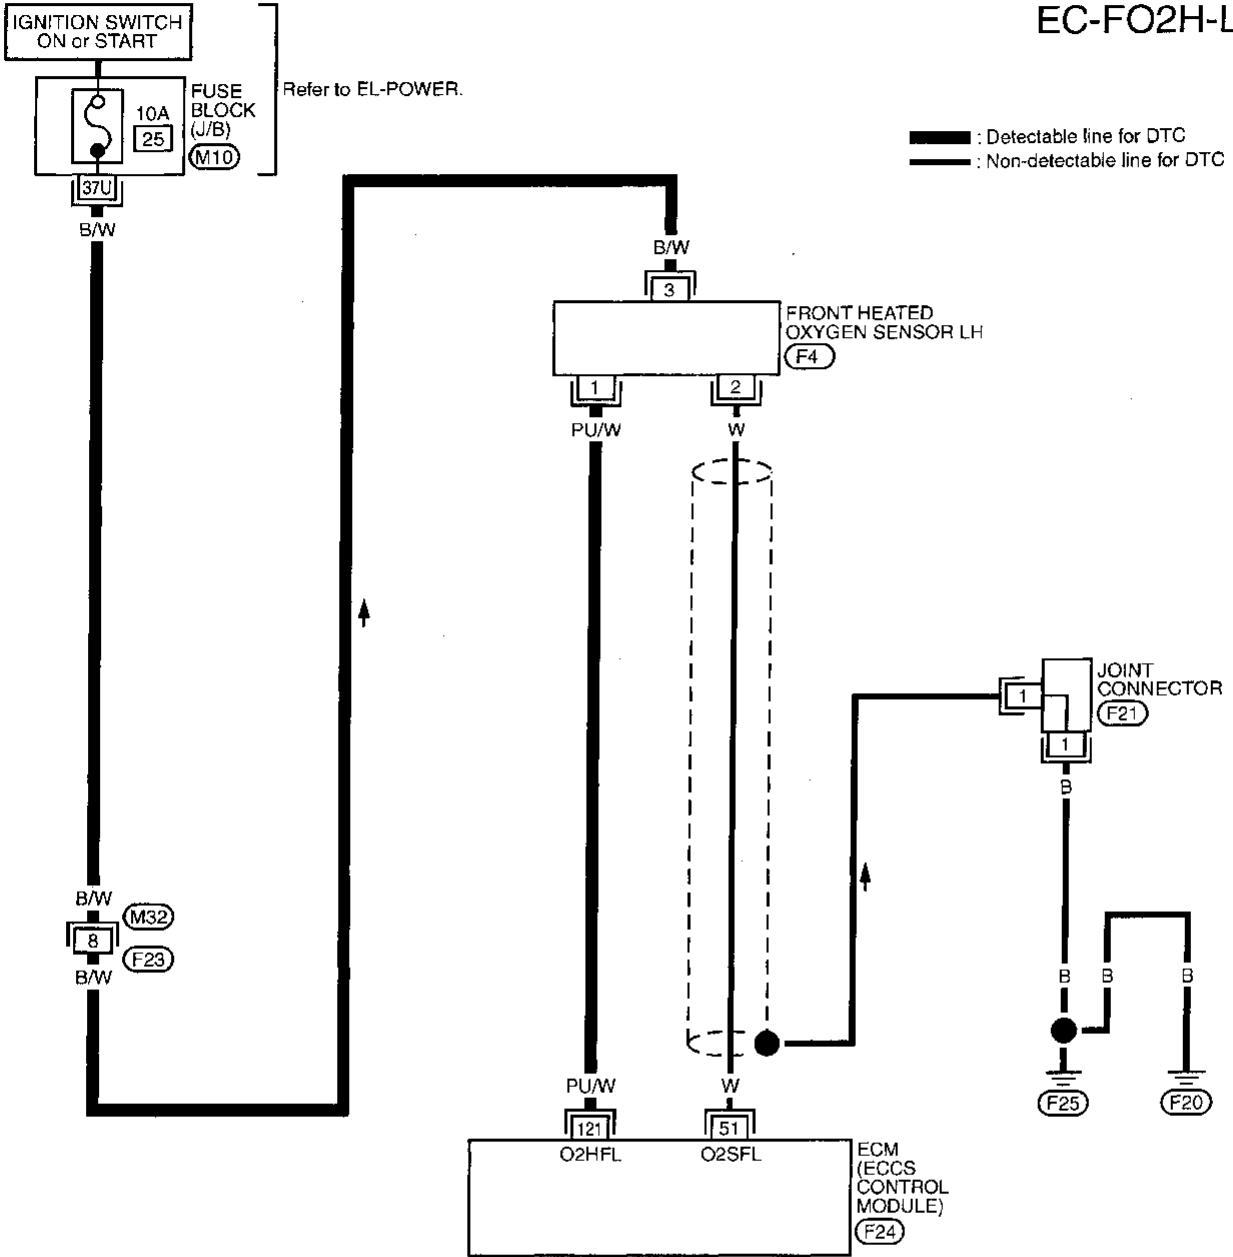 EC-FO2H-L
IGNITION SWITCH
ON or START
Refer to EL-POWER.
FUSE
BLOCK
(J/B)
M10
10A
25
37U
B/W
: Detectable line for DTC
: Non-detectable line for DTC
B/W
3
FRONT HEATED
OXYGEN SENSOR LH
F4
1
2
PU/W
W
JOINT
CONNECTOR
F21
1
1
B
B/W
M32
8
F23
B/W
B
B
B
PU/W
W
F25
F20
121
51
O2HFL
O2SFL
ECM
(ECCS
CONTROL
MODULE)
F24